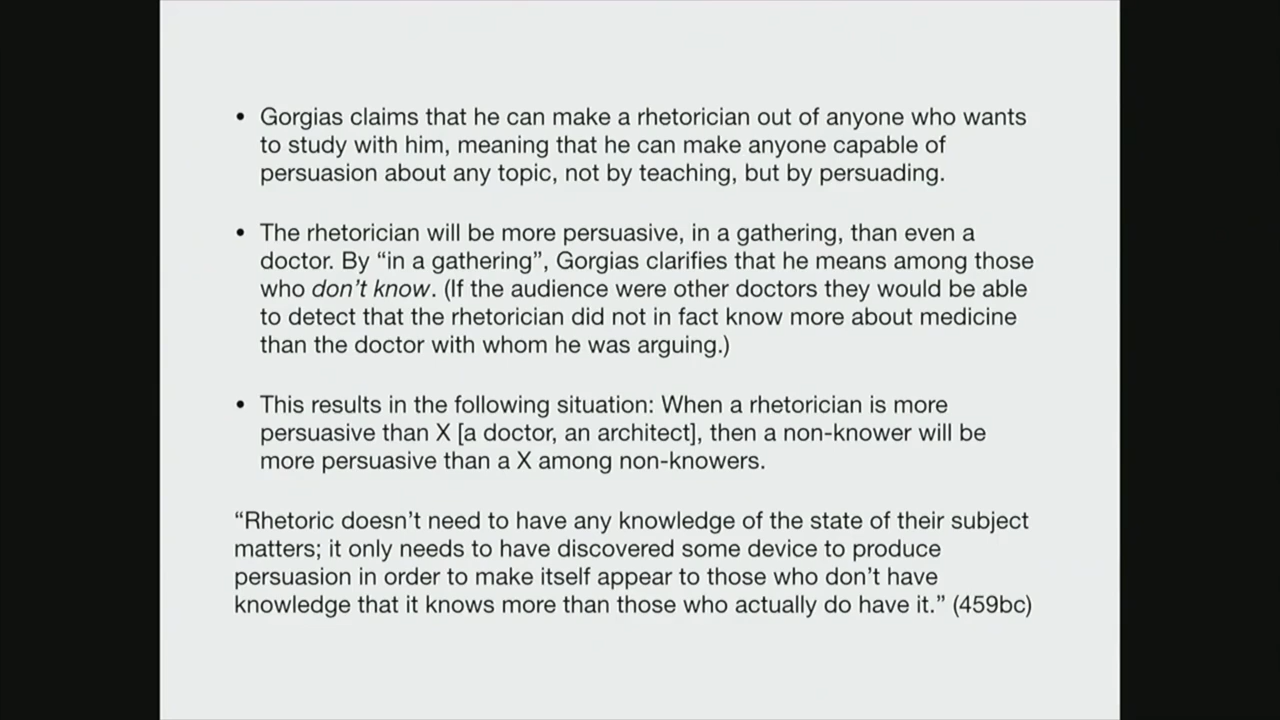 • Gorgias claims that he can make a rhetorician out of anyone who wants
to study with him, meaning that he can make anyone capable of
persuasion about any topic, not by teaching, but by persuading.
• The rhetorician will be more persuasive, in a gathering, than even a
doctor. By “in a gathering”, Gorgias clarifies that he means among those
who don’t know. (If the audience were other doctors they would be able
to detect that the rhetorician did not in fact know more about medicine
than the doctor with whom he was arguing.)
• This results in the following situation: When a rhetorician is more
persuasive than X [a doctor, an architect], then a non-knower will be
more persuasive than a X among non-knowers.
“Rhetoric doesn’t need to have any knowledge of the state of their subject
matters; it only needs to have discovered some device to produce
persuasion in order to make itself appear to those who don’t have
knowledge that it knows more than those who actually do have it.” (459bc)